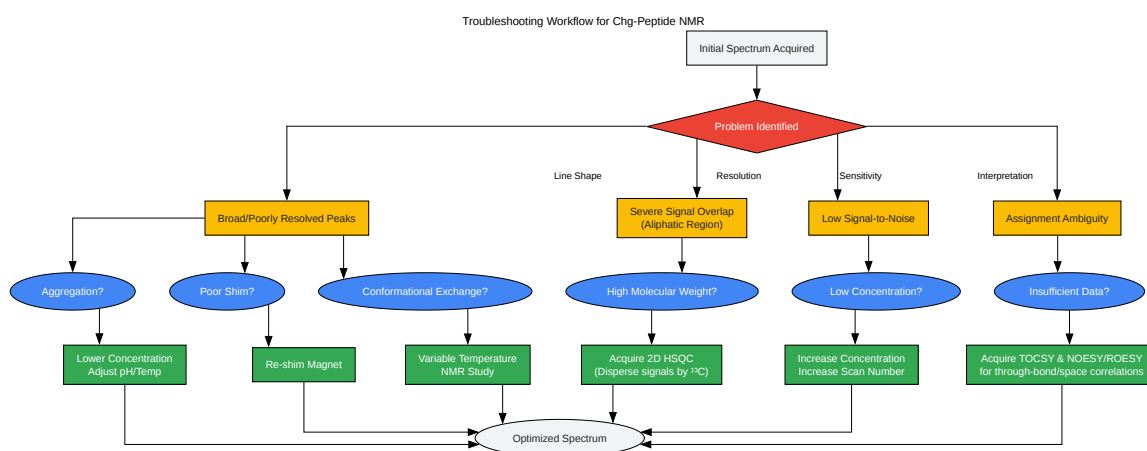 Troubleshooting Workflow for Chg-Peptide NMR
Initial Spectrum Acquired
Problem Identified
Line Shape
Resolution
Sensitivity
Interpretation
Broad/Poorly Resolved Peaks
Severe Signal Overlap
(Aliphatic Region)
Low Signal-to-Noise
Assignment Ambiguity
Aggregation?
Poor Shim?
Conformational Exchange?
High Molecular Weight?
Low Concentration?
Insufficient Data?
Lower Concentration
Adjust pH/Temp
Re-shim Magnet
Variable Temperature
NMR Study
Acquire 2D HSQC
(Disperse signals by ¹³C)
Increase Concentration
Increase Scan Number
Acquire TOCSY & NOESY/ROESY
for through-bond/space correlations
Optimized Spectrum